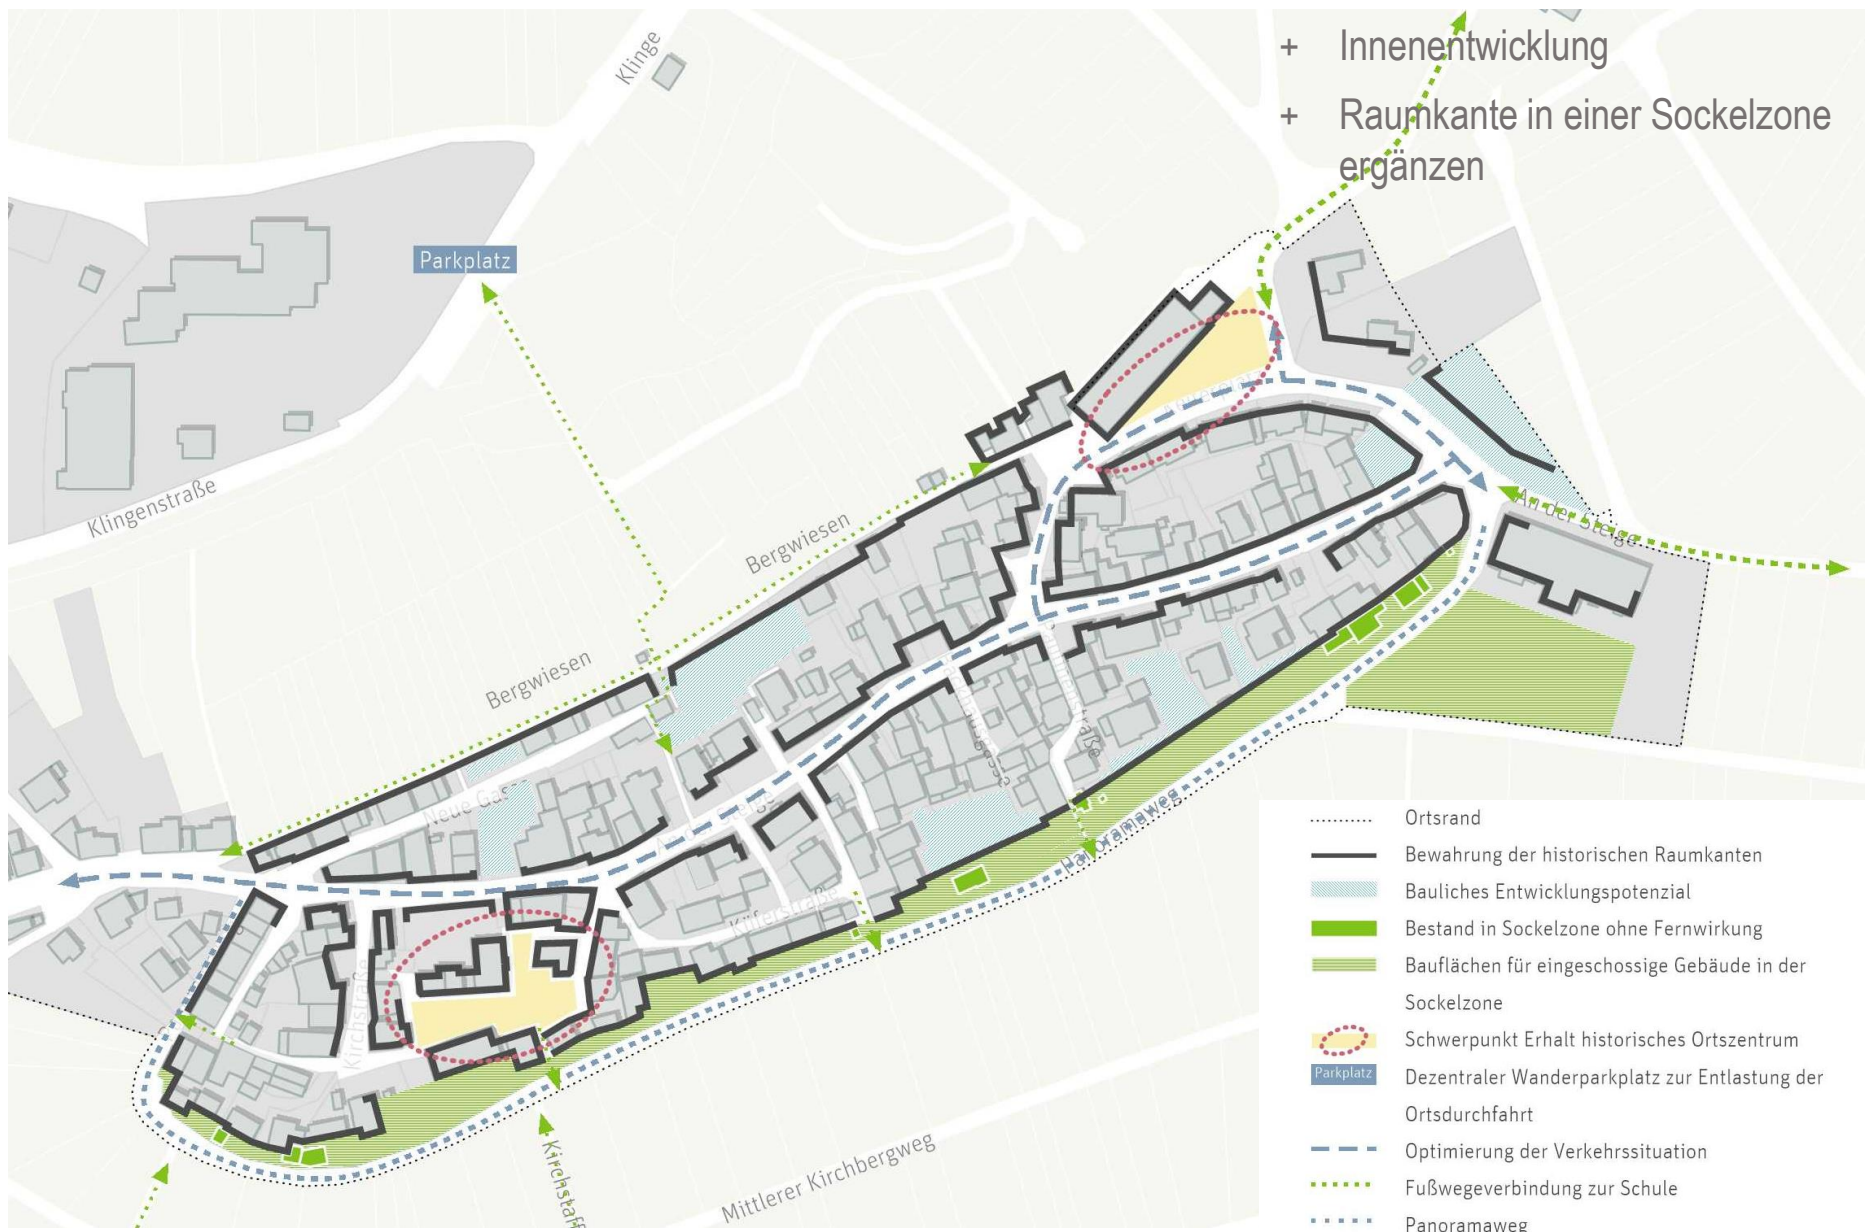 + Innenentwicklung
+ Raumkante in einer Sockelzone
ergänzen
Klinge
Parkplatz
Klingenstraße
Bergwiesen
An der Steige
Bergwiesen
Neue Gasse
An der Steige
Panoramaweg
Küferstraße
Kirchstraße
Mittlerer Kirchbergweg
Ortsrand
Bewahrung der historischen Raumkanten
Bauliches Entwicklungspotenzial
Bestand in Sockelzone ohne Fernwirkung
Bauflächen für eingeschossige Gebäude in der
Sockelzone
Schwerpunkt Erhalt historisches Ortszentrum
Parkplatz Dezentraler Wanderparkplatz zur Entlastung der
Ortsdurchfahrt
Optimierung der Verkehrssituation
Fußwegeverbindung zur Schule
Panoramaweg